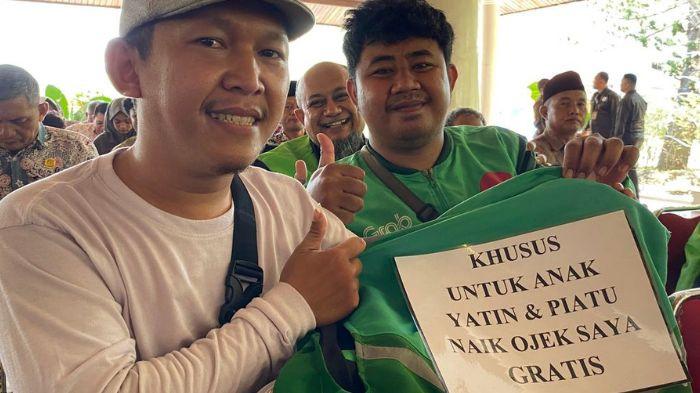 Grab
KHUSUS
UNTUK ANAK
YATIN & PIATU
NAIK OJEK SAYA
GRATIS